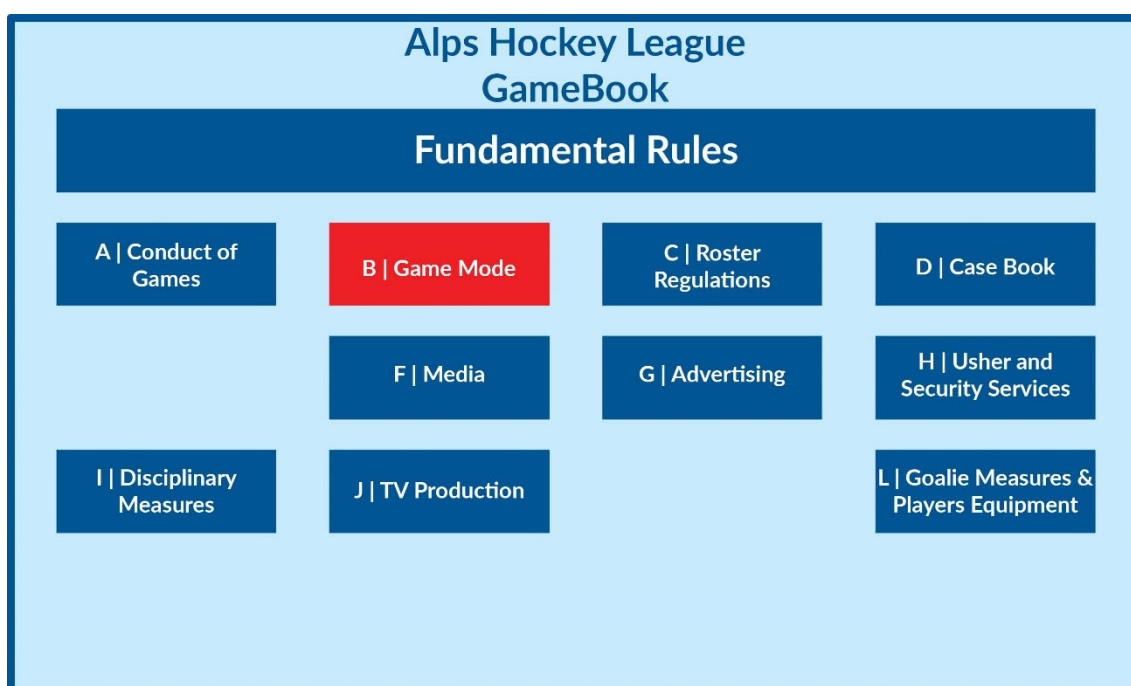 Alps Hockey League
GameBook
Fundamental Rules
A | Conduct of
Games
B | Game Mode
C | Roster
Regulations
D | Case Book
F | Media
G | Advertising
H | Usher and
Security Services
I | Disciplinary
Measures
J | TV Production
L | Goalie Measures &
Players Equipment